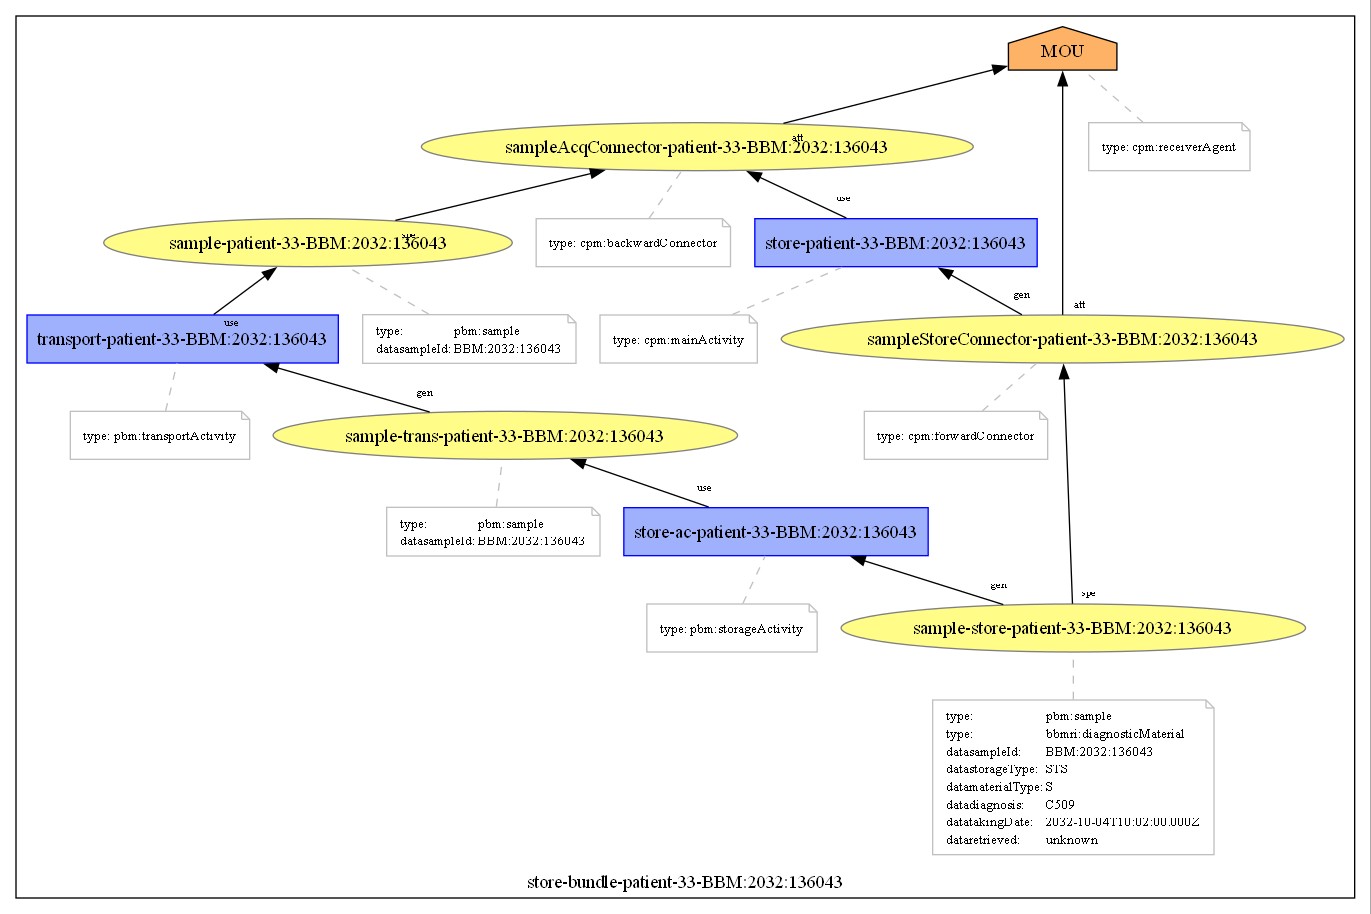 MOU
att
sampleAcqConnector-patient-33-BBM:2032:136043
type: cpm:receiverAgent
use
spe
sample-patient-33-BBM:2032:136043
type: cpm:backwardConnector
store-patient-33-BBM:2032:136043
gen
att
use
transport-patient-33-BBM:2032:136043
type: pbm:sample
datasampleId: BBM:2032:136043
type: cpm:mainActivity
sampleStoreConnector-patient-33-BBM:2032:136043
gen
type: pbm:transportActivity
sample-trans-patient-33-BBM:2032:136043
type: cpm:forwardConnector
use
type: pbm:sample
datasampleId: BBM:2032:136043
store-ac-patient-33-BBM:2032:136043
gen
spe
type: pbm:storageActivity
sample-store-patient-33-BBM:2032:136043
type: pbm:sample
type: bbmri:diagnosticMaterial
datasampleId: BBM:2032:136043
datastorageType: STS
datamaterialType: S
datadiagnosis: C509
datatakingDate: 2032-10-04T10:02:00.000Z
dataretrieved: unknown
store-bundle-patient-33-BBM:2032:136043